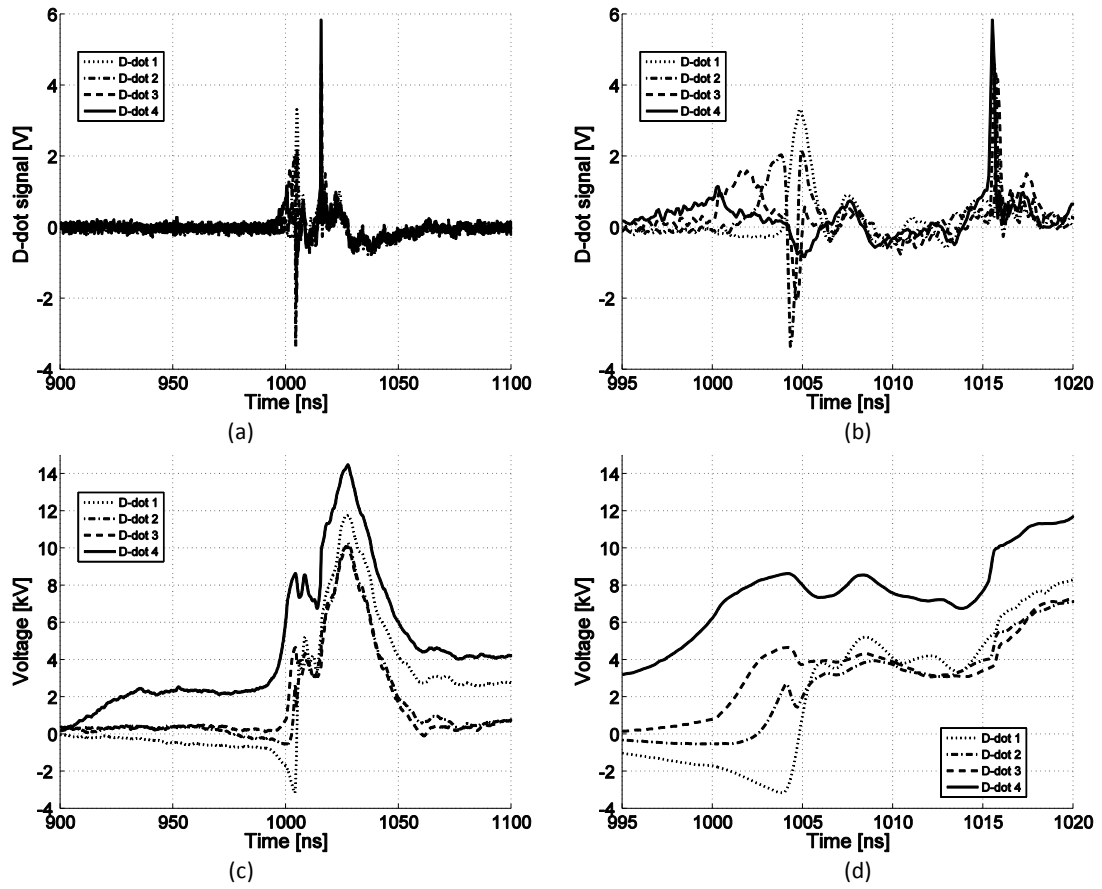 6
4
2
0
-2
-4
D-dot signal [V]
D-dot 1
D-dot 2
D-dot 3
D-dot 4
900
950
1000
1050
1100
Time [ns]
(a)
6
4
2
0
-2
-4
D-dot signal [V]
D-dot 1
D-dot 2
D-dot 3
D-dot 4
995
1000
1005
1010
1015
1020
Time [ns]
(b)
14
12
10
8
6
4
2
0
-2
-4
Voltage [kV]
D-dot 1
D-dot 2
D-dot 3
D-dot 4
900
950
1000
1050
1100
Time [ns]
(c)
14
12
10
8
6
4
2
0
-2
-4
Voltage [kV]
D-dot 1
D-dot 2
D-dot 3
D-dot 4
995
1000
1005
1010
1015
1020
Time [ns]
(d)